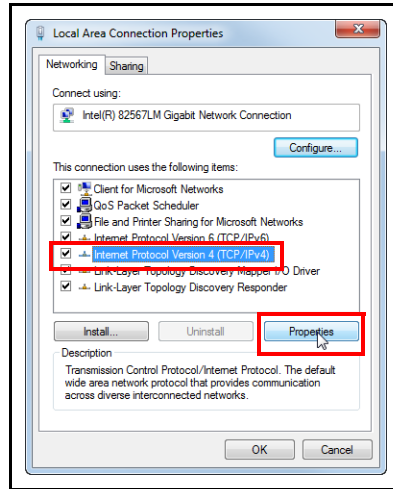 Local Area Connection Properties
Networking
Sharing
Connect using:
Intel(R) 82567LM Gigabit Network Connection
Configure...
This connection uses the following items:
Client for Microsoft Networks
QoS Packet Scheduler
File and Printer Sharing for Microsoft Networks
Internet Protocol Version 6 (TCP/IPv6)
Internet Protocol Version 4 (TCP/IPv4)
Link-Layer Topology Discovery Mapper I/O Driver
Link-Layer Topology Discovery Responder
Install...
Uninstall
Properties
Description
Transmission Control Protocol/Internet Protocol. The default
wide area network protocol that provides communication
across diverse interconnected networks.
OK
Cancel